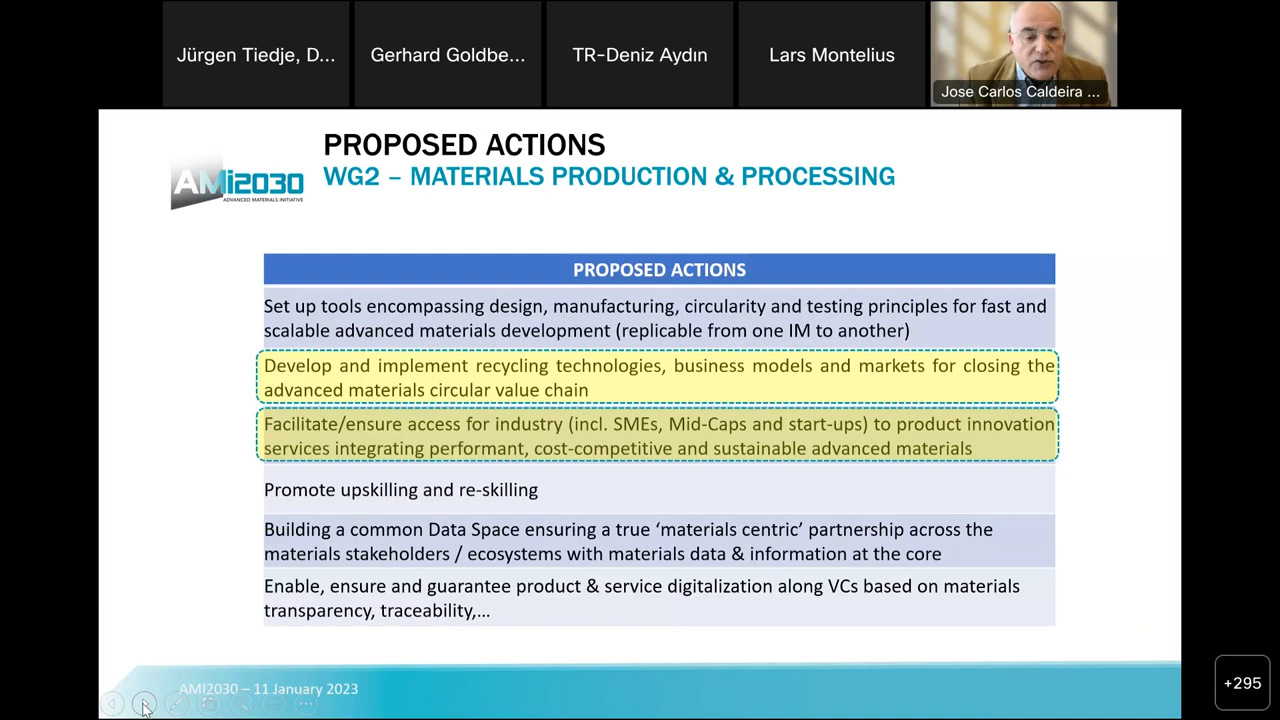 Jürgen Tiedje, D...
Gerhard Goldbe...
TR-Deniz Aydın
Lars Montelius
Jose Carlos Caldeira ...
AMi2030
ADVANCED MATERIALS INITIATIVE
PROPOSED ACTIONS
WG2 – MATERIALS PRODUCTION & PROCESSING
PROPOSED ACTIONS
Set up tools encompassing design, manufacturing, circularity and testing principles for fast and
scalable advanced materials development (replicable from one IM to another)
Develop and implement recycling technologies, business models and markets for closing the
advanced materials circular value chain
Facilitate/ensure access for industry (incl. SMEs, Mid-Caps and start-ups) to product innovation
services integrating performant, cost-competitive and sustainable advanced materials
Promote upskilling and re-skilling
Building a common Data Space ensuring a true ‘materials centric’ partnership across the
materials stakeholders / ecosystems with materials data & information at the core
Enable, ensure and guarantee product & service digitalization along VCs based on materials
transparency, traceability,...
AMI2030 – 11 January 2023
+295